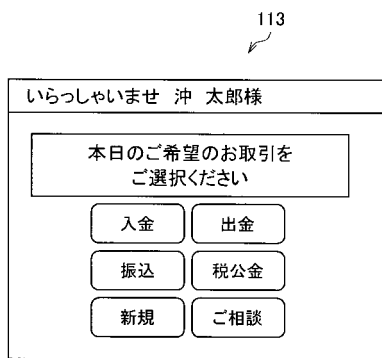 113
いらっしゃいませ 沖 太郎様
本日のご希望のお取引を
ご選択ください
入金 出金
振込 税公金
新規 ご相談